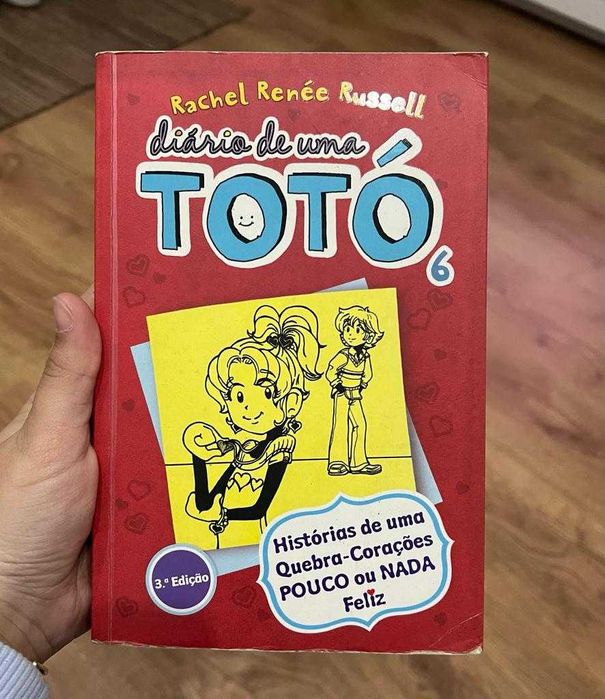 Rachel Renée Russell
diário de uma
TOTÓ
6
Histórias de uma
Quebra-Corações
POUCO ou NADA
Feliz
3.ª Edição